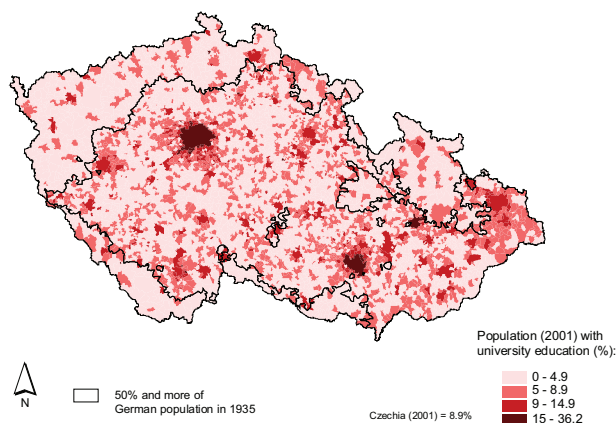 Population (2001) with
university education (%):
0 - 4.9
5 - 8.9
9 - 14.9
15 - 36.2
N
50% and more of
German population in 1935
Czechia (2001) = 8.9%